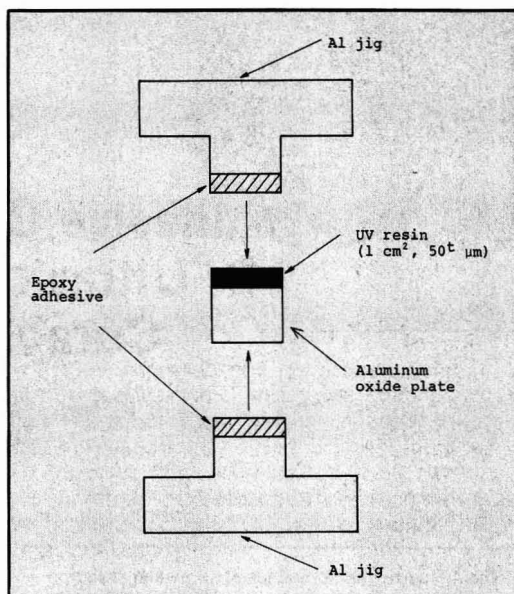 Al jig
UV resin
(1 cm², 50ᵗ μm)
Epoxy
adhesive
Aluminum
oxide plate
Al jig